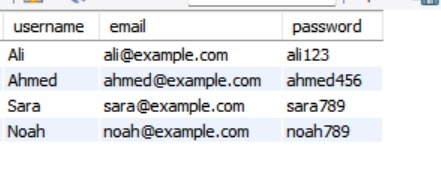 username email password
Ali ali@example.com ali123
Ahmed ahmed@example.com ahmed456
Sara sara@example.com sara789
Noah noah@example.com noah789